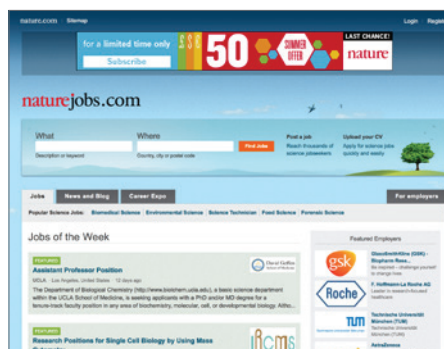 nature.com Sitemap Login Register
for a limited time only
Subscribe
50
SUMMER
OFFER
LAST CHANCE!
nature
naturejobs.com
What
Where
Find Jobs
Description or keyword
Country, city or postal code
Post a job
Reach thousands of
science jobseekers
Upload your CV
Apply for science jobs
quickly and easily
Jobs News and Blog Career Expo For employers
Popular Science Jobs: Biomedical Science Environmental Science Science Technician Food Science Forensic Science
Jobs of the Week
FEATURED
Assistant Professor Position
UCLA Los Angeles, United States 12 days ago
The Department of Biological Chemistry (http://www.biolchem.ucla.edu), a basic science department
within the UCLA School of Medicine, is seeking applicants with a PhD and/or MD degree for a
tenure-track faculty position in any area of biochemistry, molecular, cell, or developmental biology. Altho...
David Geffen
School of Medicine
FEATURED
Research Positions for Single Cell Biology by Using Mass
iRcms
Featured Employers
gsk
GlaxoSmithKline (GSK) -
Biopharm Rese...
Be inspired - challenge yourself
to change lives.
Roche
F. Hoffmann-La Roche AG
Leader in research-focused
healthcare
TUM
Technische Universität
München (TUM)
Technische Universität
München
AstraZeneca